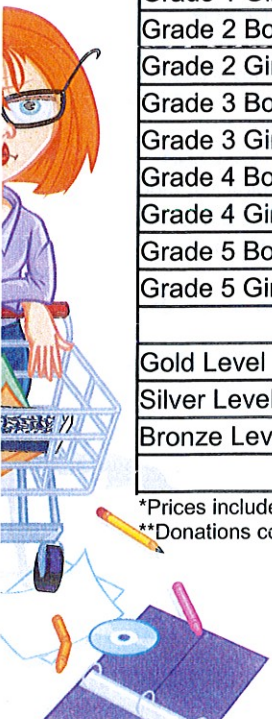 Grade 2 Bo
Grade 2 Gi
Grade 3 Bo
Grade 3 Gi
Grade 4 Bo
Grade 4 Gi
Grade 5 Bo
Grade 5 Gi
Gold Level
Silver Level
Bronze Lev
*Prices include
**Donations co